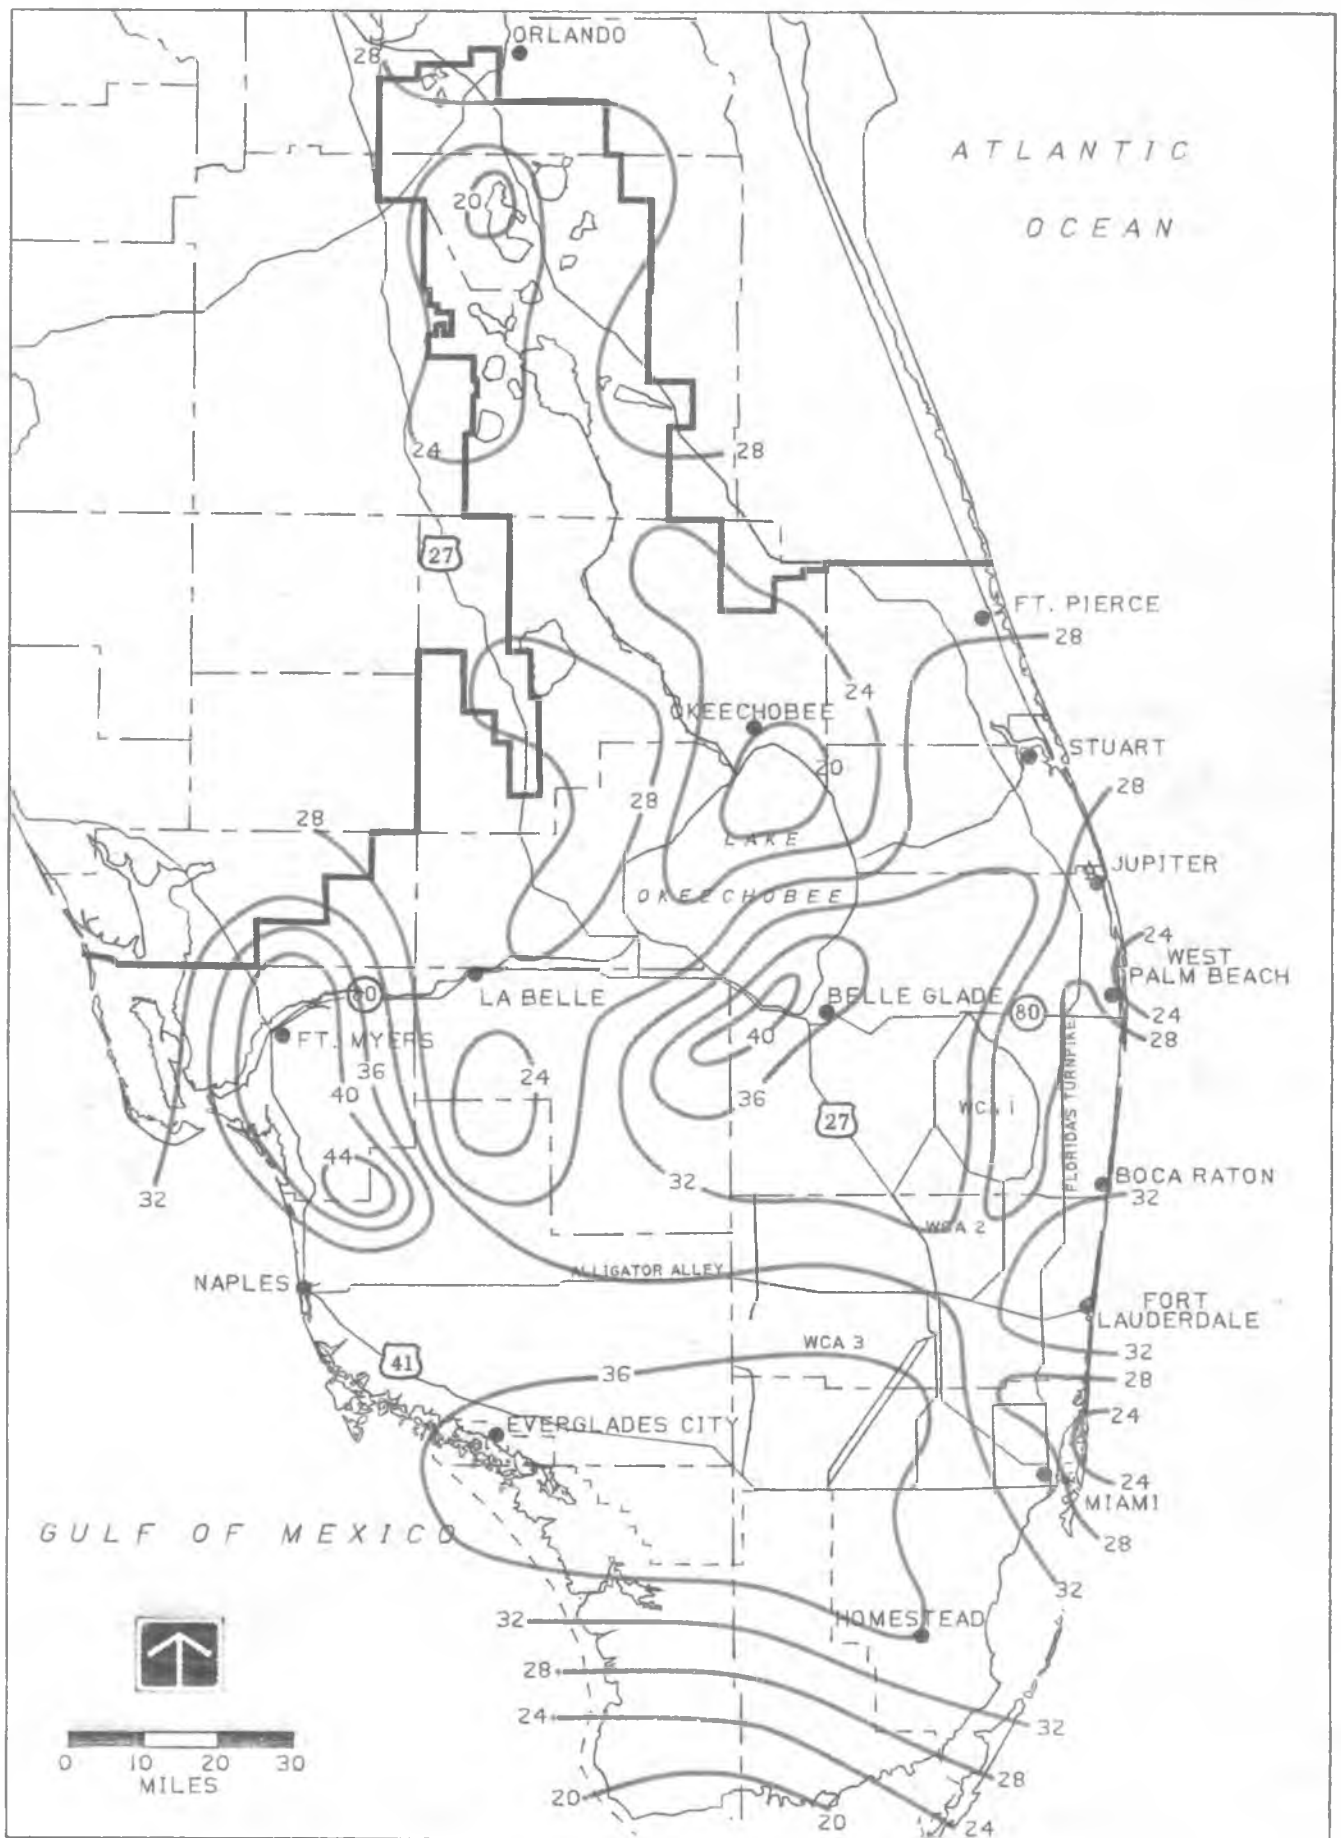 ORLANDO
28
ATLANTIC
OCEAN
20
24
28
27
FT. PIERCE
28
24
OKEECHOBEE
STUART
20
28
28
28
LAKE
JUPITER
OKEECHOBEE
24
WEST
PALM BEACH
80
LA BELLE
BELLE GLADE
80
24
28
FT. MYERS
40
36
24
40
36
WCA 1
27
FLORIDA'S TURNPIKE
44
32
32
BOCA RATON
32
WCA 2
ALLIGATOR ALLEY
NAPLES
FORT
LAUDERDALE
WCA 3
32
41
36
28
24
EVERGLADES CITY
24
MIAMI
GULF OF MEXICO
28
32
32
HOMESTEAD
28
24
32
28
20
20
24
0 10 20 30
MILES